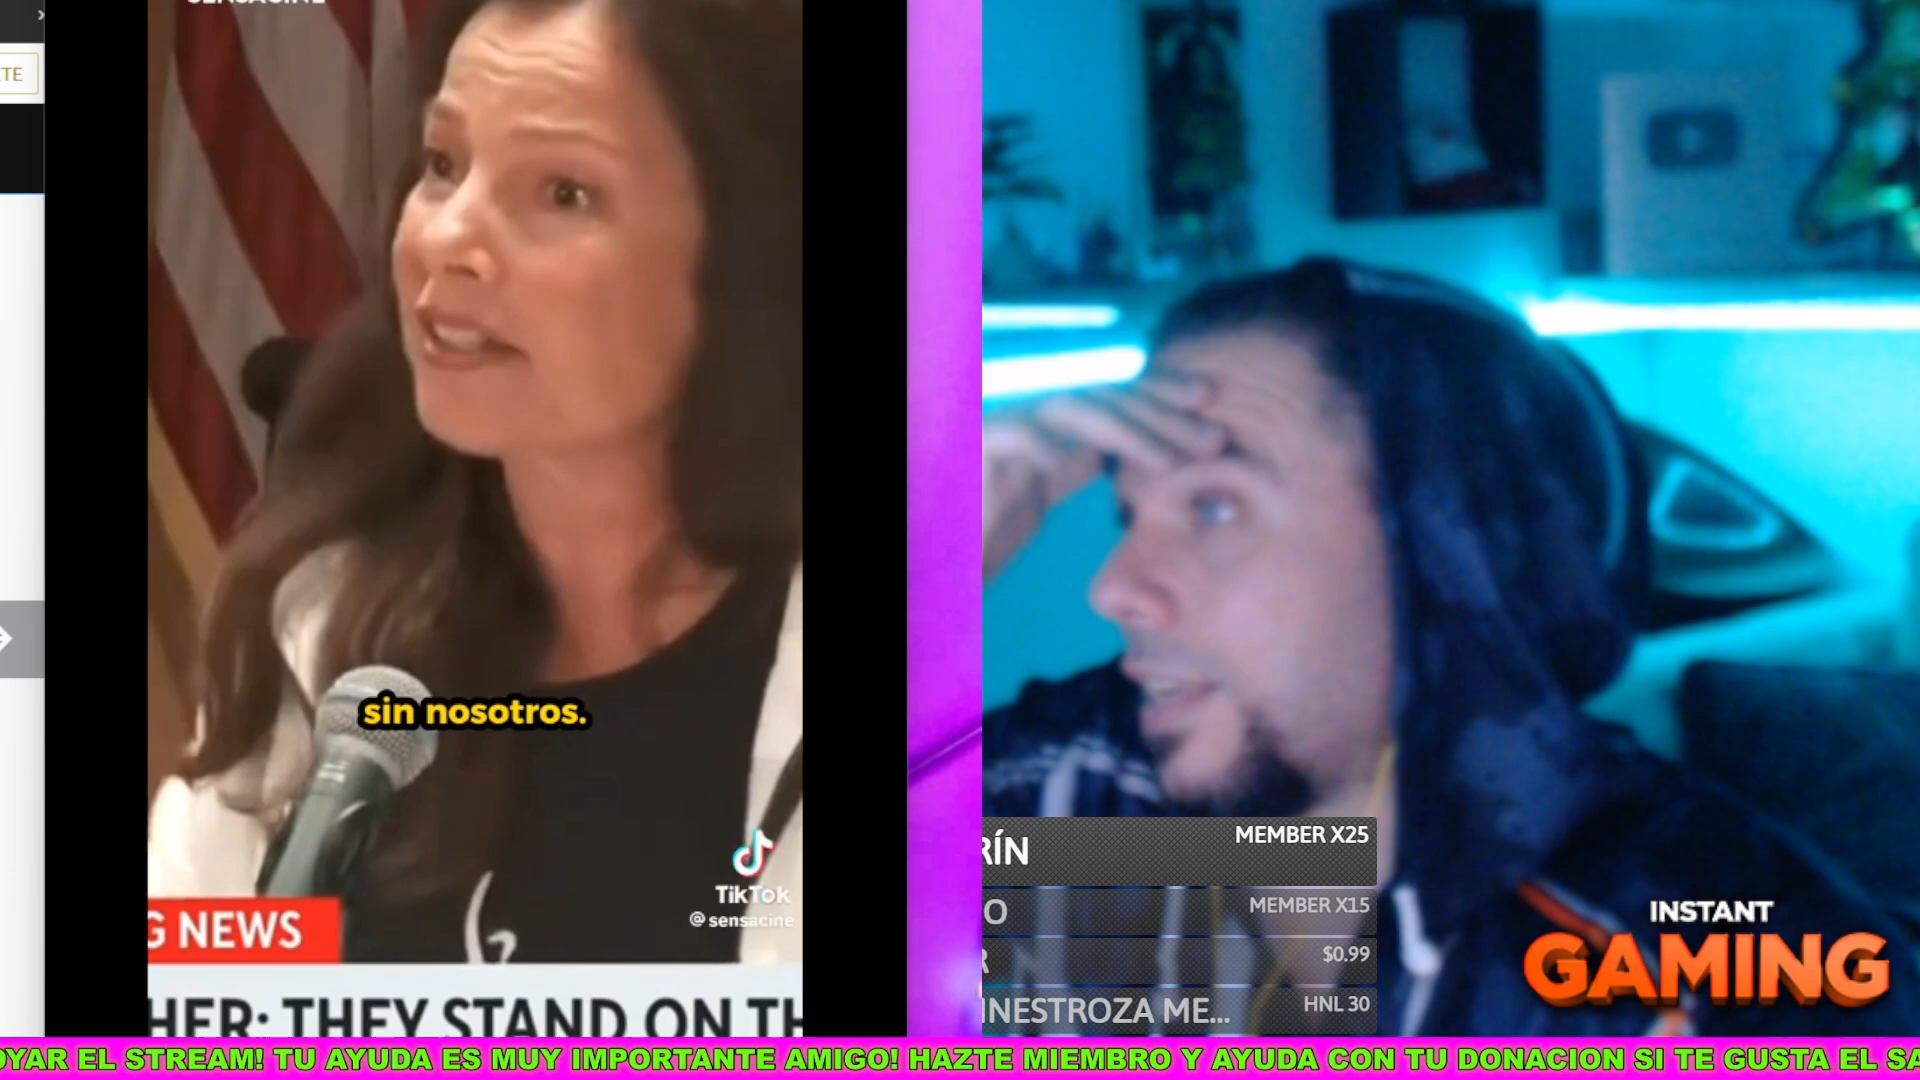 SENSACINE
TE
sin nosotros.
TikTok
@sensacine
G NEWS
HER: THEY STAND ON TH
RÍN MEMBER X25
O MEMBER X15
R $0.99
INESTROZA ME... HNL 30
INSTANT
GAMING
OYAR EL STREAM! TU AYUDA ES MUY IMPORTANTE AMIGO! HAZTE MIEMBRO Y AYUDA CON TU DONACION SI TE GUSTA EL SA